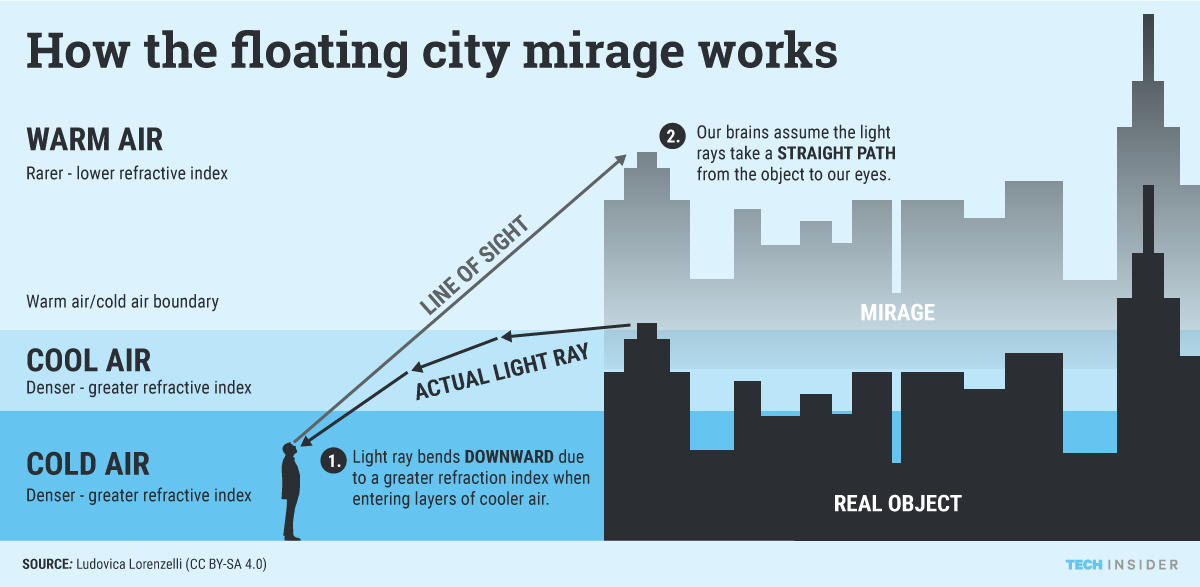 How the floating city mirage works
WARM AIR
Rarer - lower refractive index
2.
Our brains assume the light
rays take a STRAIGHT PATH
from the object to our eyes.
LINE OF SIGHT
Warm air/cold air boundary
MIRAGE
COOL AIR
Denser - greater refractive index
ACTUAL LIGHT RAY
COLD AIR
Denser - greater refractive index
1.
Light ray bends DOWNWARD due
to a greater refraction index when
entering layers of cooler air.
REAL OBJECT
SOURCE: Ludovica Lorenzelli (CC BY-SA 4.0)
TECH INSIDER